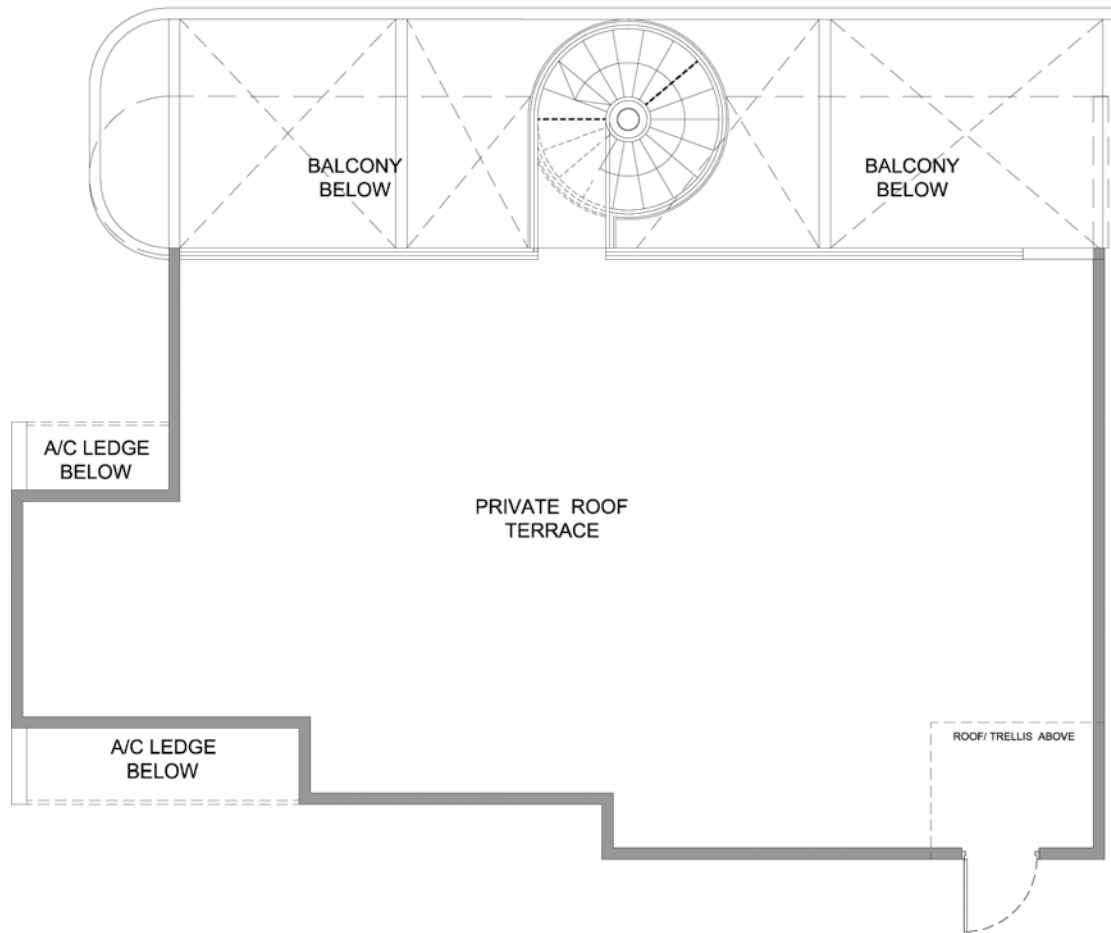 BALCONY
BELOW
BALCONY
BELOW
A/C LEDGE
BELOW
PRIVATE ROOF
TERRACE
ROOF/ TRELLIS ABOVE
A/C LEDGE
BELOW